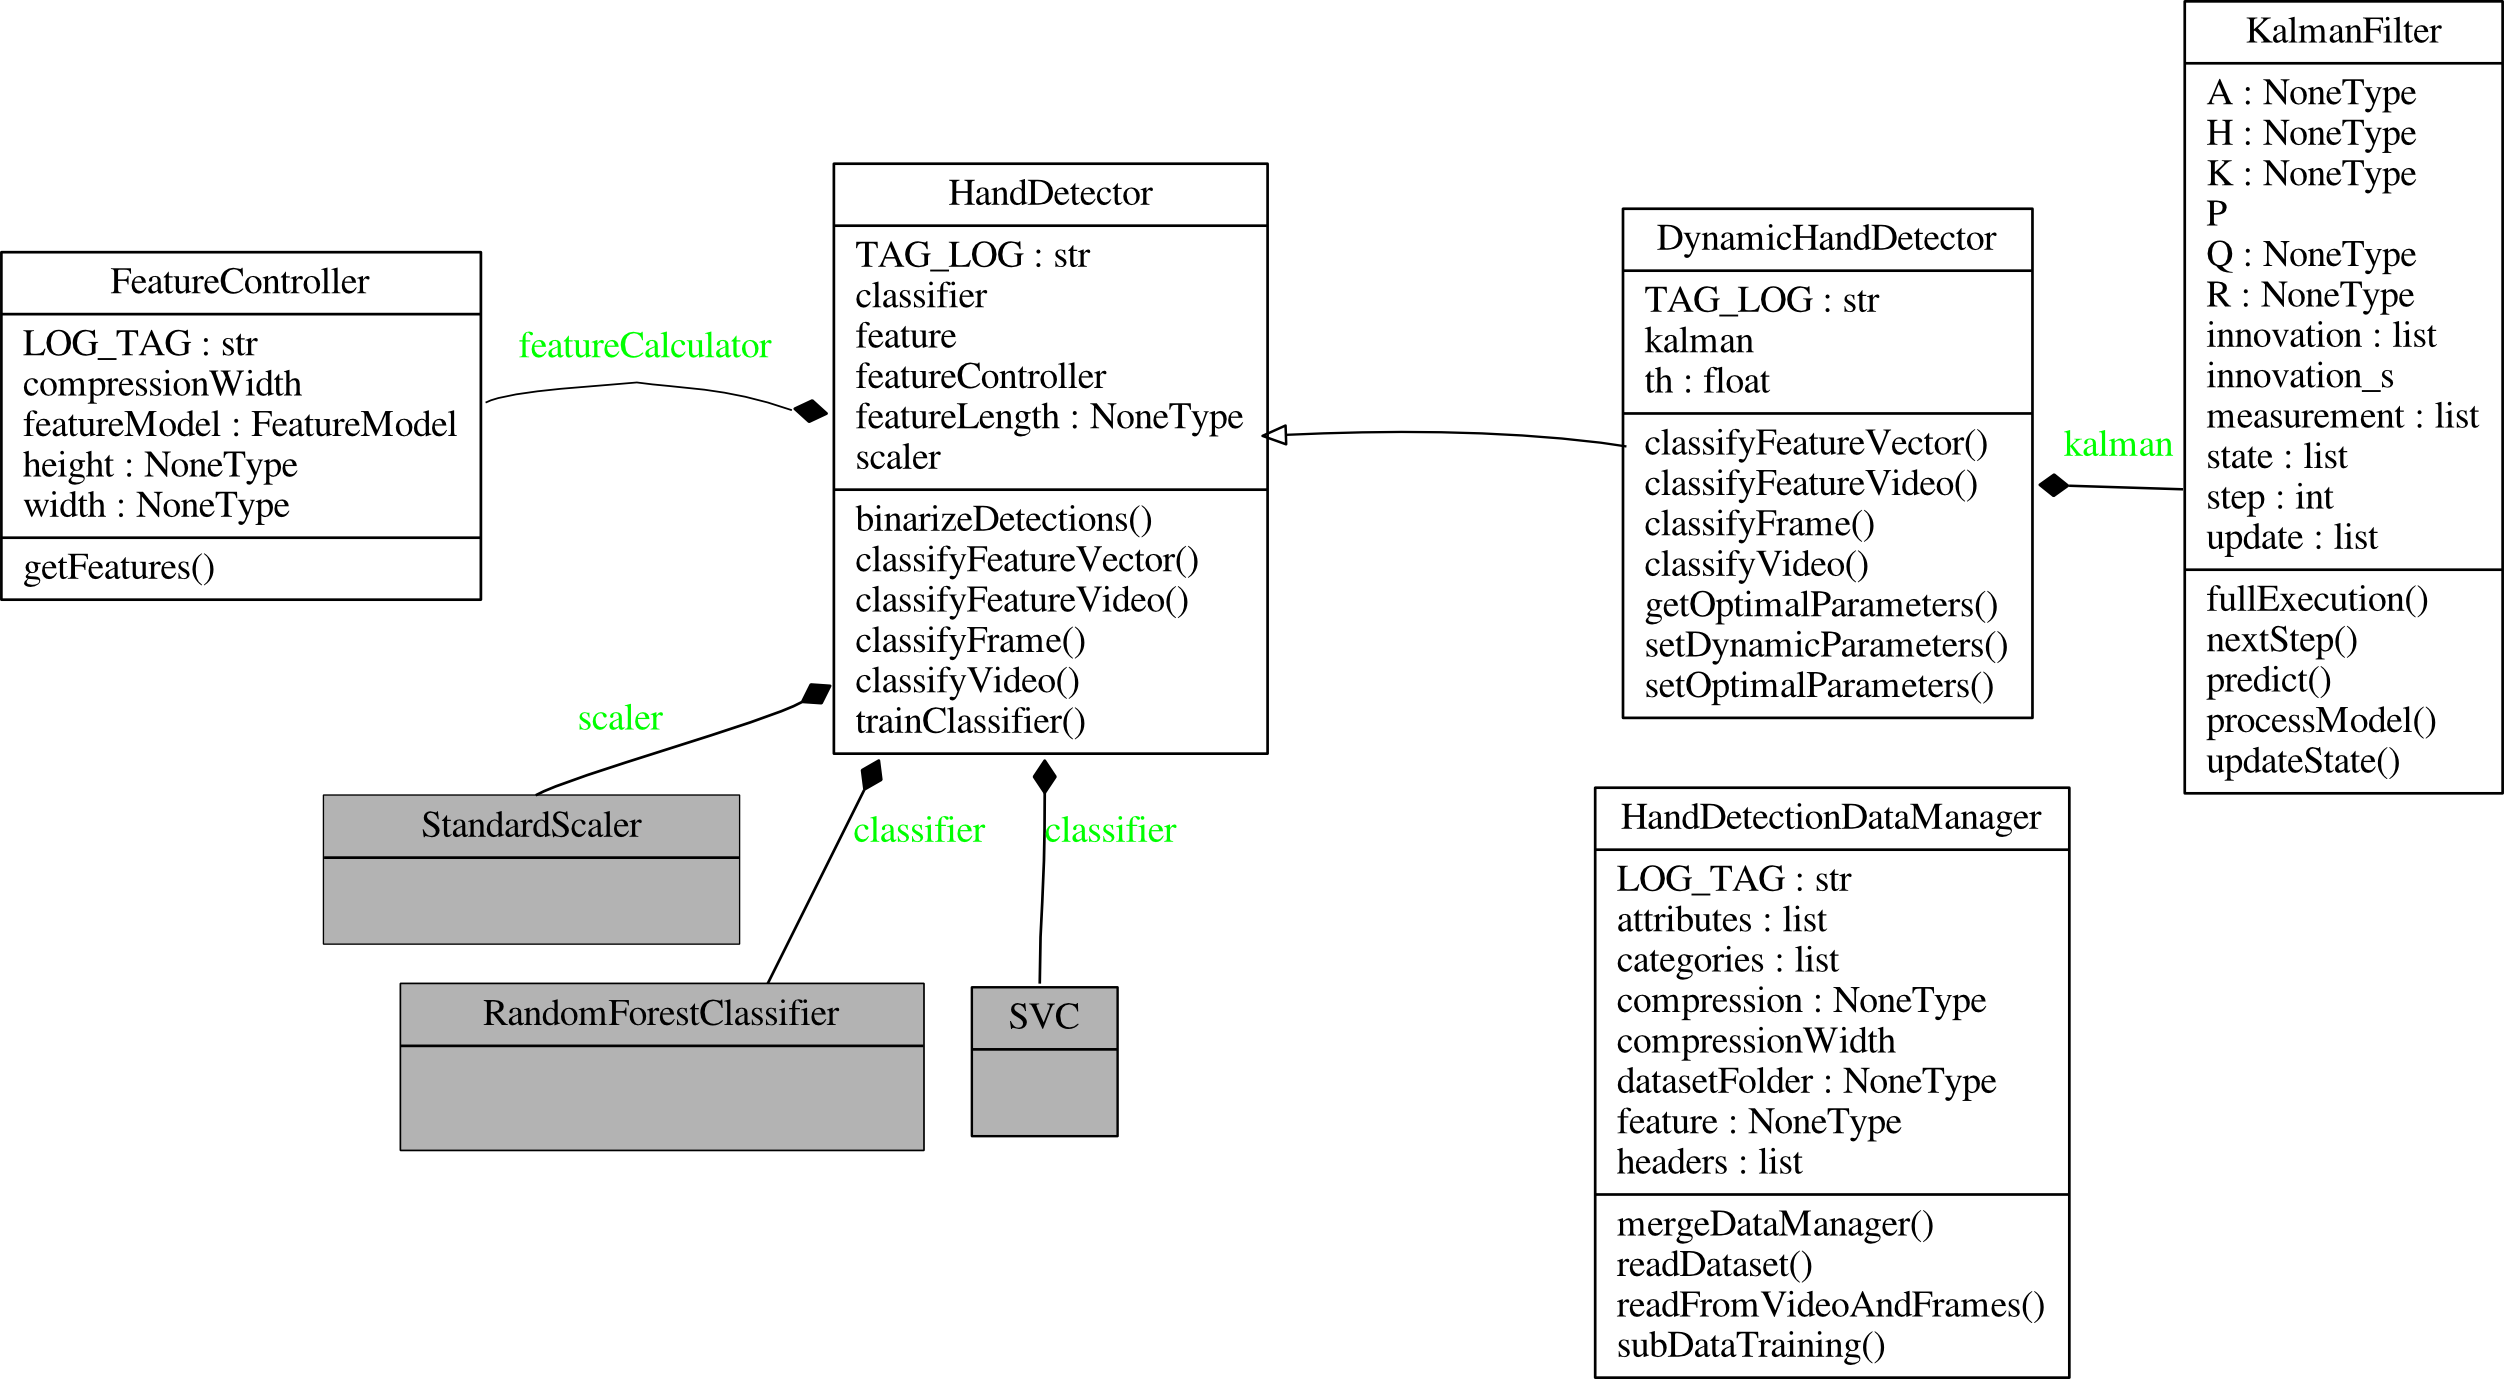 FeatureController
LOG_TAG : str
compressionWidth
featureModel : FeatureModel
height : NoneType
width : NoneType
getFeatures()
featureCalculator
HandDetector
TAG_LOG : str
classifier
feature
featureController
featureLength : NoneType
scaler
binarizeDetections()
classifyFeatureVector()
classifyFeatureVideo()
classifyFrame()
classifyVideo()
trainClassifier()
scaler
StandardScaler
classifier
classifier
RandomForestClassifier
SVC
DynamicHandDetector
TAG_LOG : str
kalman
th : float
classifyFeatureVector()
classifyFeatureVideo()
classifyFrame()
classifyVideo()
getOptimalParameters()
setDynamicParameters()
setOptimalParameters()
kalman
KalmanFilter
A : NoneType
H : NoneType
K : NoneType
P
Q : NoneType
R : NoneType
innovation : list
innovation_s
measurement : list
state : list
step : int
update : list
fullExecution()
nextStep()
predict()
processModel()
updateState()
HandDetectionDataManager
LOG_TAG : str
attributes : list
categories : list
compression : NoneType
compressionWidth
datasetFolder : NoneType
feature : NoneType
headers : list
mergeDataManager()
readDataset()
readFromVideoAndFrames()
subDataTraining()